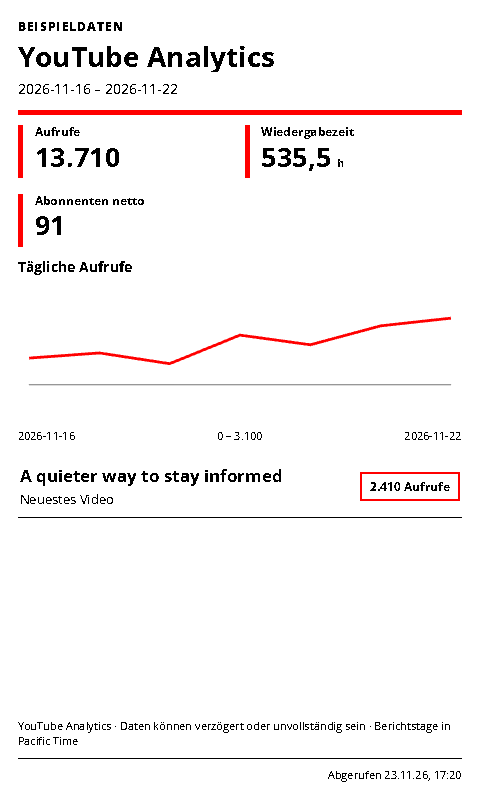 BEISPIELDATEN
YouTube Analytics
2026-11-16 – 2026-11-22
Aufrufe
13.710
Wiedergabezeit
535,5 h
Abonnenten netto
91
Tägliche Aufrufe
2026-11-16
0 – 3.100
2026-11-22
A quieter way to stay informed
Neuestes Video
2.410 Aufrufe
YouTube Analytics · Daten können verzögert oder unvollständig sein · Berichtstage in
Pacific Time
Abgerufen 23.11.26, 17:20